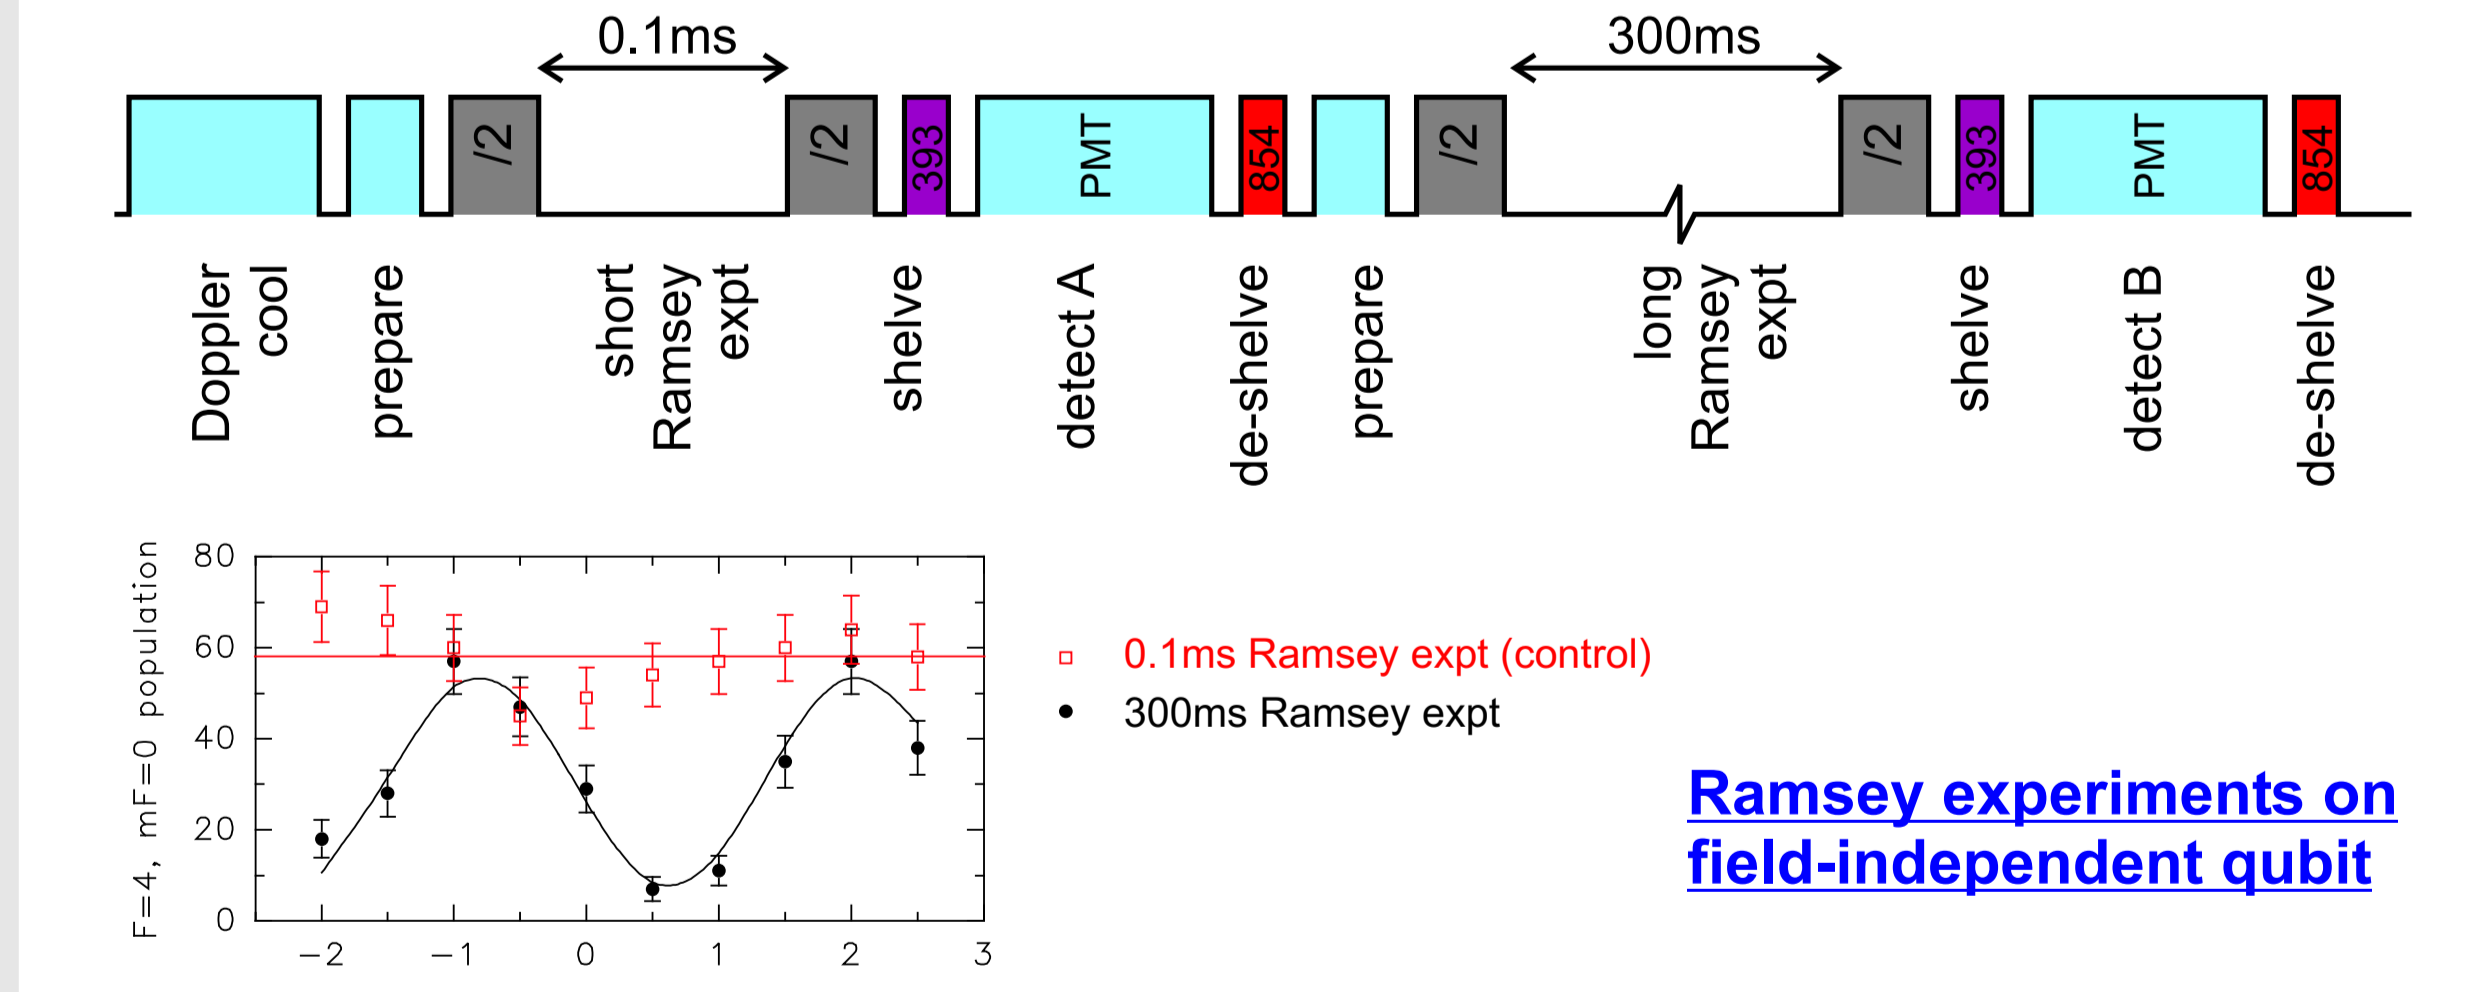 0.1ms
300ms
/2
/2
393
PMT
854
/2
/2
393
PMT
854
Doppler
cool
prepare
short
Ramsey
expt
shelve
detect A
de-shelve
prepare
long
Ramsey
expt
shelve
detect B
de-shelve
F=4, mF=0 population
80
60
40
20
0
−2
−1
0
1
2
3
0.1ms Ramsey expt (control)
300ms Ramsey expt
Ramsey experiments on
field-independent qubit